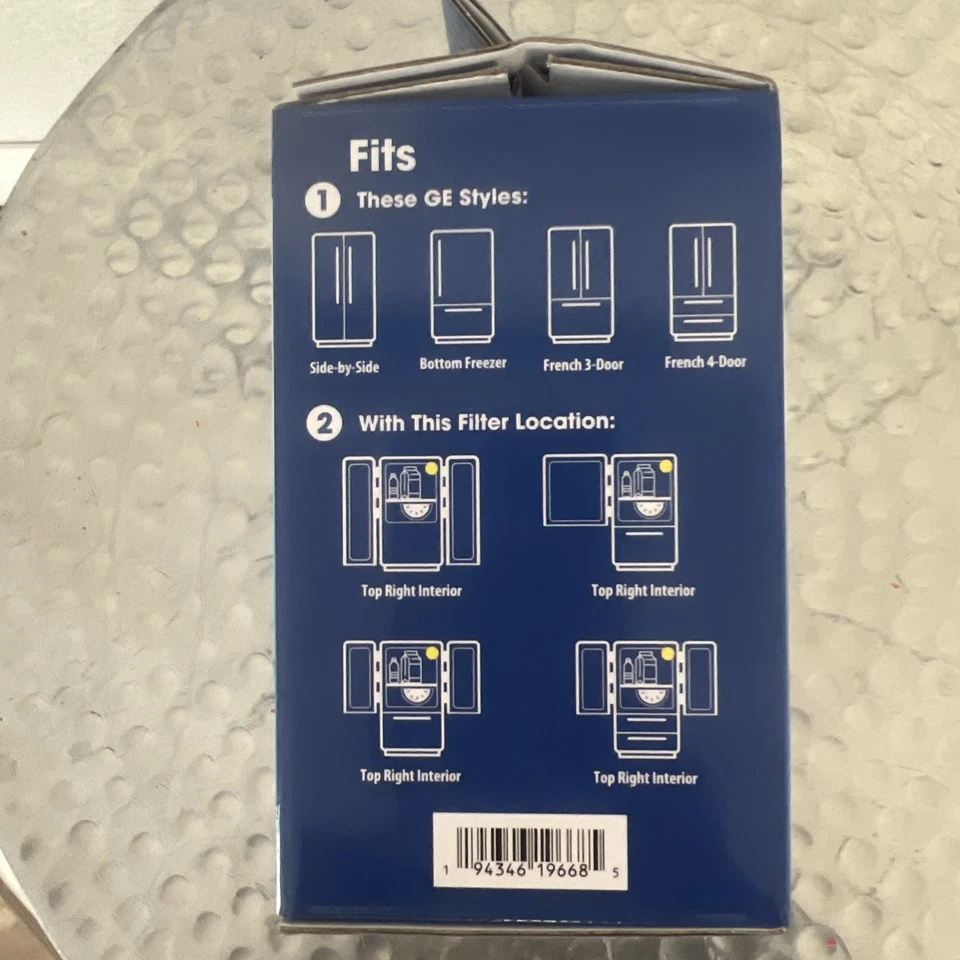 Fits
1 These GE Styles:
Side-by-Side Bottom Freezer French 3-Door French 4-Door
2 With This Filter Location:
Top Right Interior Top Right Interior
Top Right Interior Top Right Interior
1 94346 19668 5